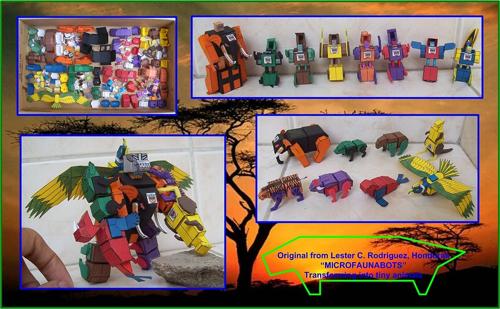 Original from Lester C. Rodriguez, Honduras
"MICROFAUNABOTS"
Transforming into tiny animals